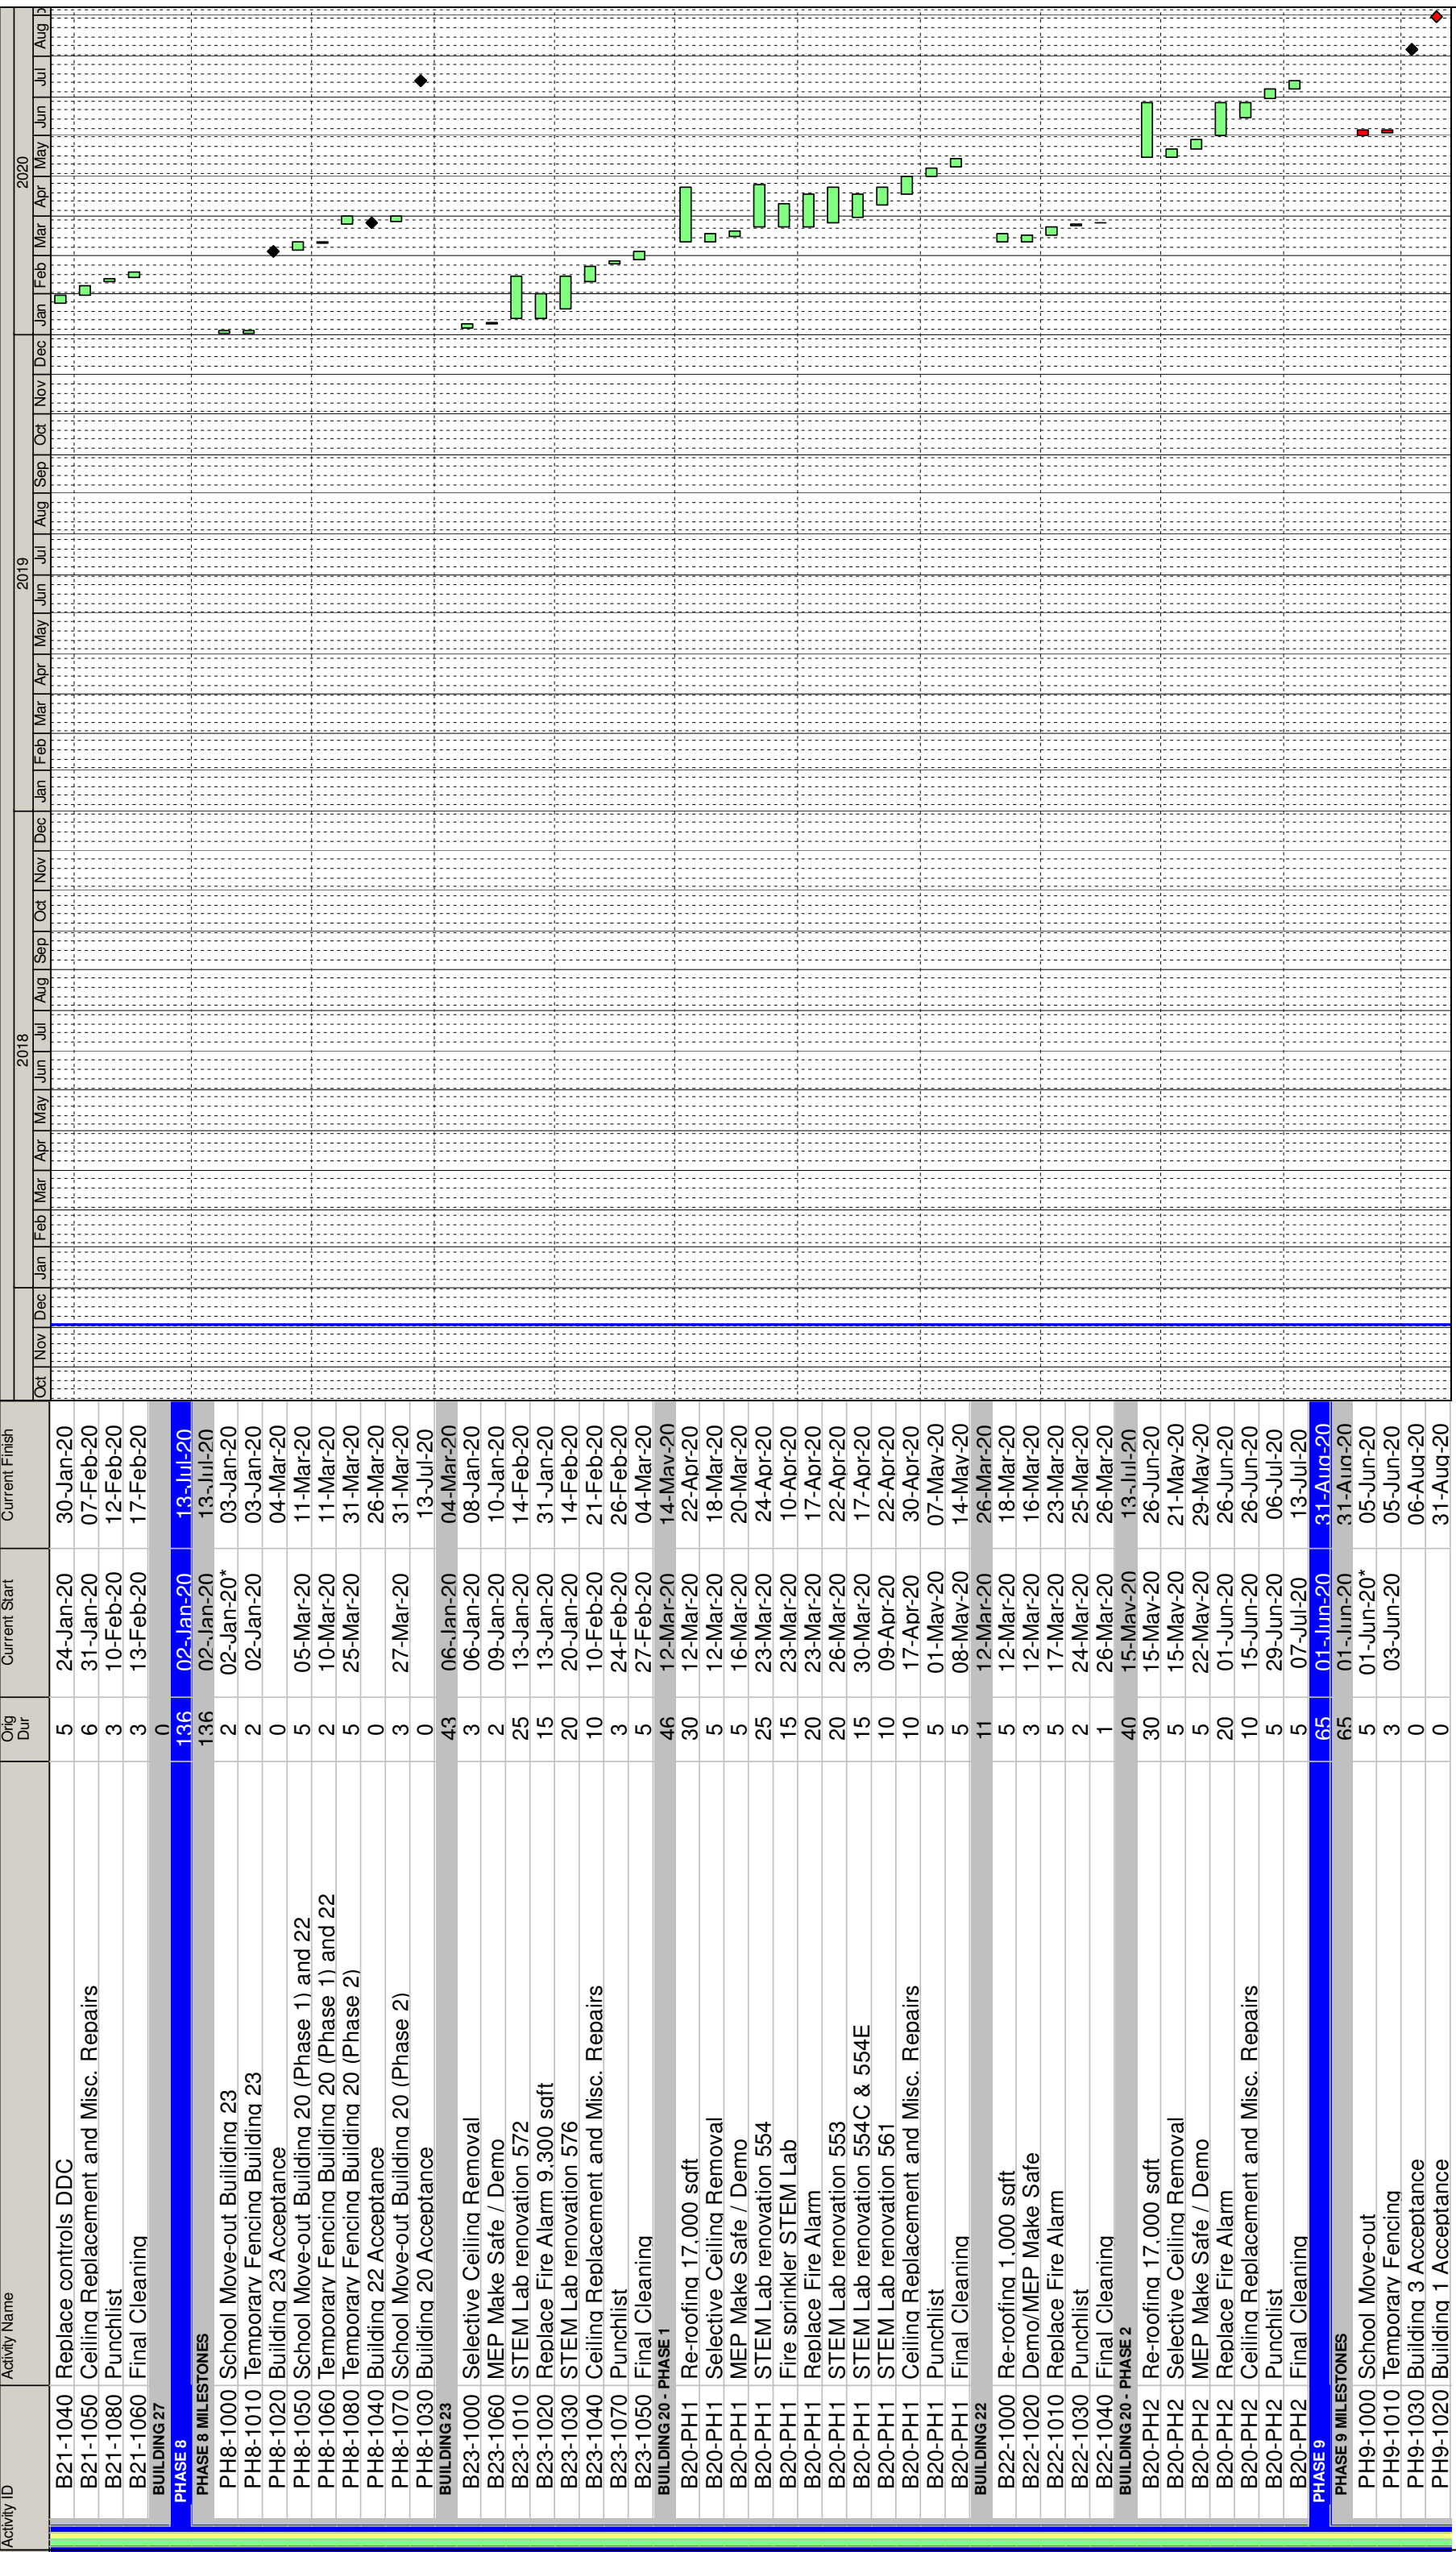 Activity ID Activity Name Orig Dur Current Start Current Finish
2018 2019 2020
Oct Nov Dec Jan Feb Mar Apr May Jun Jul Aug Sep Oct Nov Dec Jan Feb Mar Apr May Jun Jul Aug Sep Oct Nov Dec Jan Feb Mar Apr May Jun Jul Aug
B21-1040 Replace controls DDC 5 24-Jan-20 30-Jan-20
B21-1050 Ceiling Replacement and Misc. Repairs 6 31-Jan-20 07-Feb-20
B21-1080 Punchlist 3 10-Feb-20 12-Feb-20
B21-1060 Final Cleaning 3 13-Feb-20 17-Feb-20
BUILDING 27 0
PHASE 8 136 02-Jan-20 13-Jul-20
PHASE 8 MILESTONES 136 02-Jan-20 13-Jul-20
PH8-1000 School Move-out Builiding 23 2 02-Jan-20* 03-Jan-20
PH8-1010 Temporary Fencing Building 23 2 02-Jan-20 03-Jan-20
PH8-1020 Building 23 Acceptance 0 04-Mar-20
PH8-1050 School Move-out Building 20 (Phase 1) and 22 5 05-Mar-20 11-Mar-20
PH8-1060 Temporary Fencing Building 20 (Phase 1) and 22 2 10-Mar-20 11-Mar-20
PH8-1080 Temporary Fencing Building 20 (Phase 2) 5 25-Mar-20 31-Mar-20
PH8-1040 Building 22 Acceptance 0 26-Mar-20
PH8-1070 School Move-out Building 20 (Phase 2) 3 27-Mar-20 31-Mar-20
PH8-1030 Building 20 Acceptance 0 13-Jul-20
BUILDING 23 43 06-Jan-20 04-Mar-20
B23-1000 Selective Ceiling Removal 3 06-Jan-20 08-Jan-20
B23-1060 MEP Make Safe / Demo 2 09-Jan-20 10-Jan-20
B23-1010 STEM Lab renovation 572 25 13-Jan-20 14-Feb-20
B23-1020 Replace Fire Alarm 9,300 sqft 15 13-Jan-20 31-Jan-20
B23-1030 STEM Lab renovation 576 20 20-Jan-20 14-Feb-20
B23-1040 Ceiling Replacement and Misc. Repairs 10 10-Feb-20 21-Feb-20
B23-1070 Punchlist 3 24-Feb-20 26-Feb-20
B23-1050 Final Cleaning 5 27-Feb-20 04-Mar-20
BUILDING 20 - PHASE 1 46 12-Mar-20 14-May-20
B20-PH1 Re-roofing 17,000 sqft 30 12-Mar-20 22-Apr-20
B20-PH1 Selective Ceiling Removal 5 12-Mar-20 18-Mar-20
B20-PH1 MEP Make Safe / Demo 5 16-Mar-20 20-Mar-20
B20-PH1 STEM Lab renovation 554 25 23-Mar-20 24-Apr-20
B20-PH1 Fire sprinkler STEM Lab 15 23-Mar-20 10-Apr-20
B20-PH1 Replace Fire Alarm 20 23-Mar-20 17-Apr-20
B20-PH1 STEM Lab renovation 553 20 26-Mar-20 22-Apr-20
B20-PH1 STEM Lab renovation 554C & 554E 15 30-Mar-20 17-Apr-20
B20-PH1 STEM Lab renovation 561 10 09-Apr-20 22-Apr-20
B20-PH1 Ceiling Replacement and Misc. Repairs 10 17-Apr-20 30-Apr-20
B20-PH1 Punchlist 5 01-May-20 07-May-20
B20-PH1 Final Cleaning 5 08-May-20 14-May-20
BUILDING 22 11 12-Mar-20 26-Mar-20
B22-1000 Re-roofing 1,000 sqft 5 12-Mar-20 18-Mar-20
B22-1020 Demo/MEP Make Safe 3 12-Mar-20 16-Mar-20
B22-1010 Replace Fire Alarm 5 17-Mar-20 23-Mar-20
B22-1030 Punchlist 2 24-Mar-20 25-Mar-20
B22-1040 Final Cleaning 1 26-Mar-20 26-Mar-20
BUILDING 20 - PHASE 2 40 15-May-20 13-Jul-20
B20-PH2 Re-roofing 17,000 sqft 30 15-May-20 26-Jun-20
B20-PH2 Selective Ceiling Removal 5 15-May-20 21-May-20
B20-PH2 MEP Make Safe / Demo 5 22-May-20 29-May-20
B20-PH2 Replace Fire Alarm 20 01-Jun-20 26-Jun-20
B20-PH2 Ceiling Replacement and Misc. Repairs 10 15-Jun-20 26-Jun-20
B20-PH2 Punchlist 5 29-Jun-20 06-Jul-20
B20-PH2 Final Cleaning 5 07-Jul-20 13-Jul-20
PHASE 9 65 01-Jun-20 31-Aug-20
PHASE 9 MILESTONES 65 01-Jun-20 31-Aug-20
PH9-1000 School Move-out 5 01-Jun-20* 05-Jun-20
PH9-1010 Temporary Fencing 3 03-Jun-20 05-Jun-20
PH9-1030 Building 3 Acceptance 0 06-Aug-20
PH9-1020 Building 1 Acceptance 0 31-Aug-20